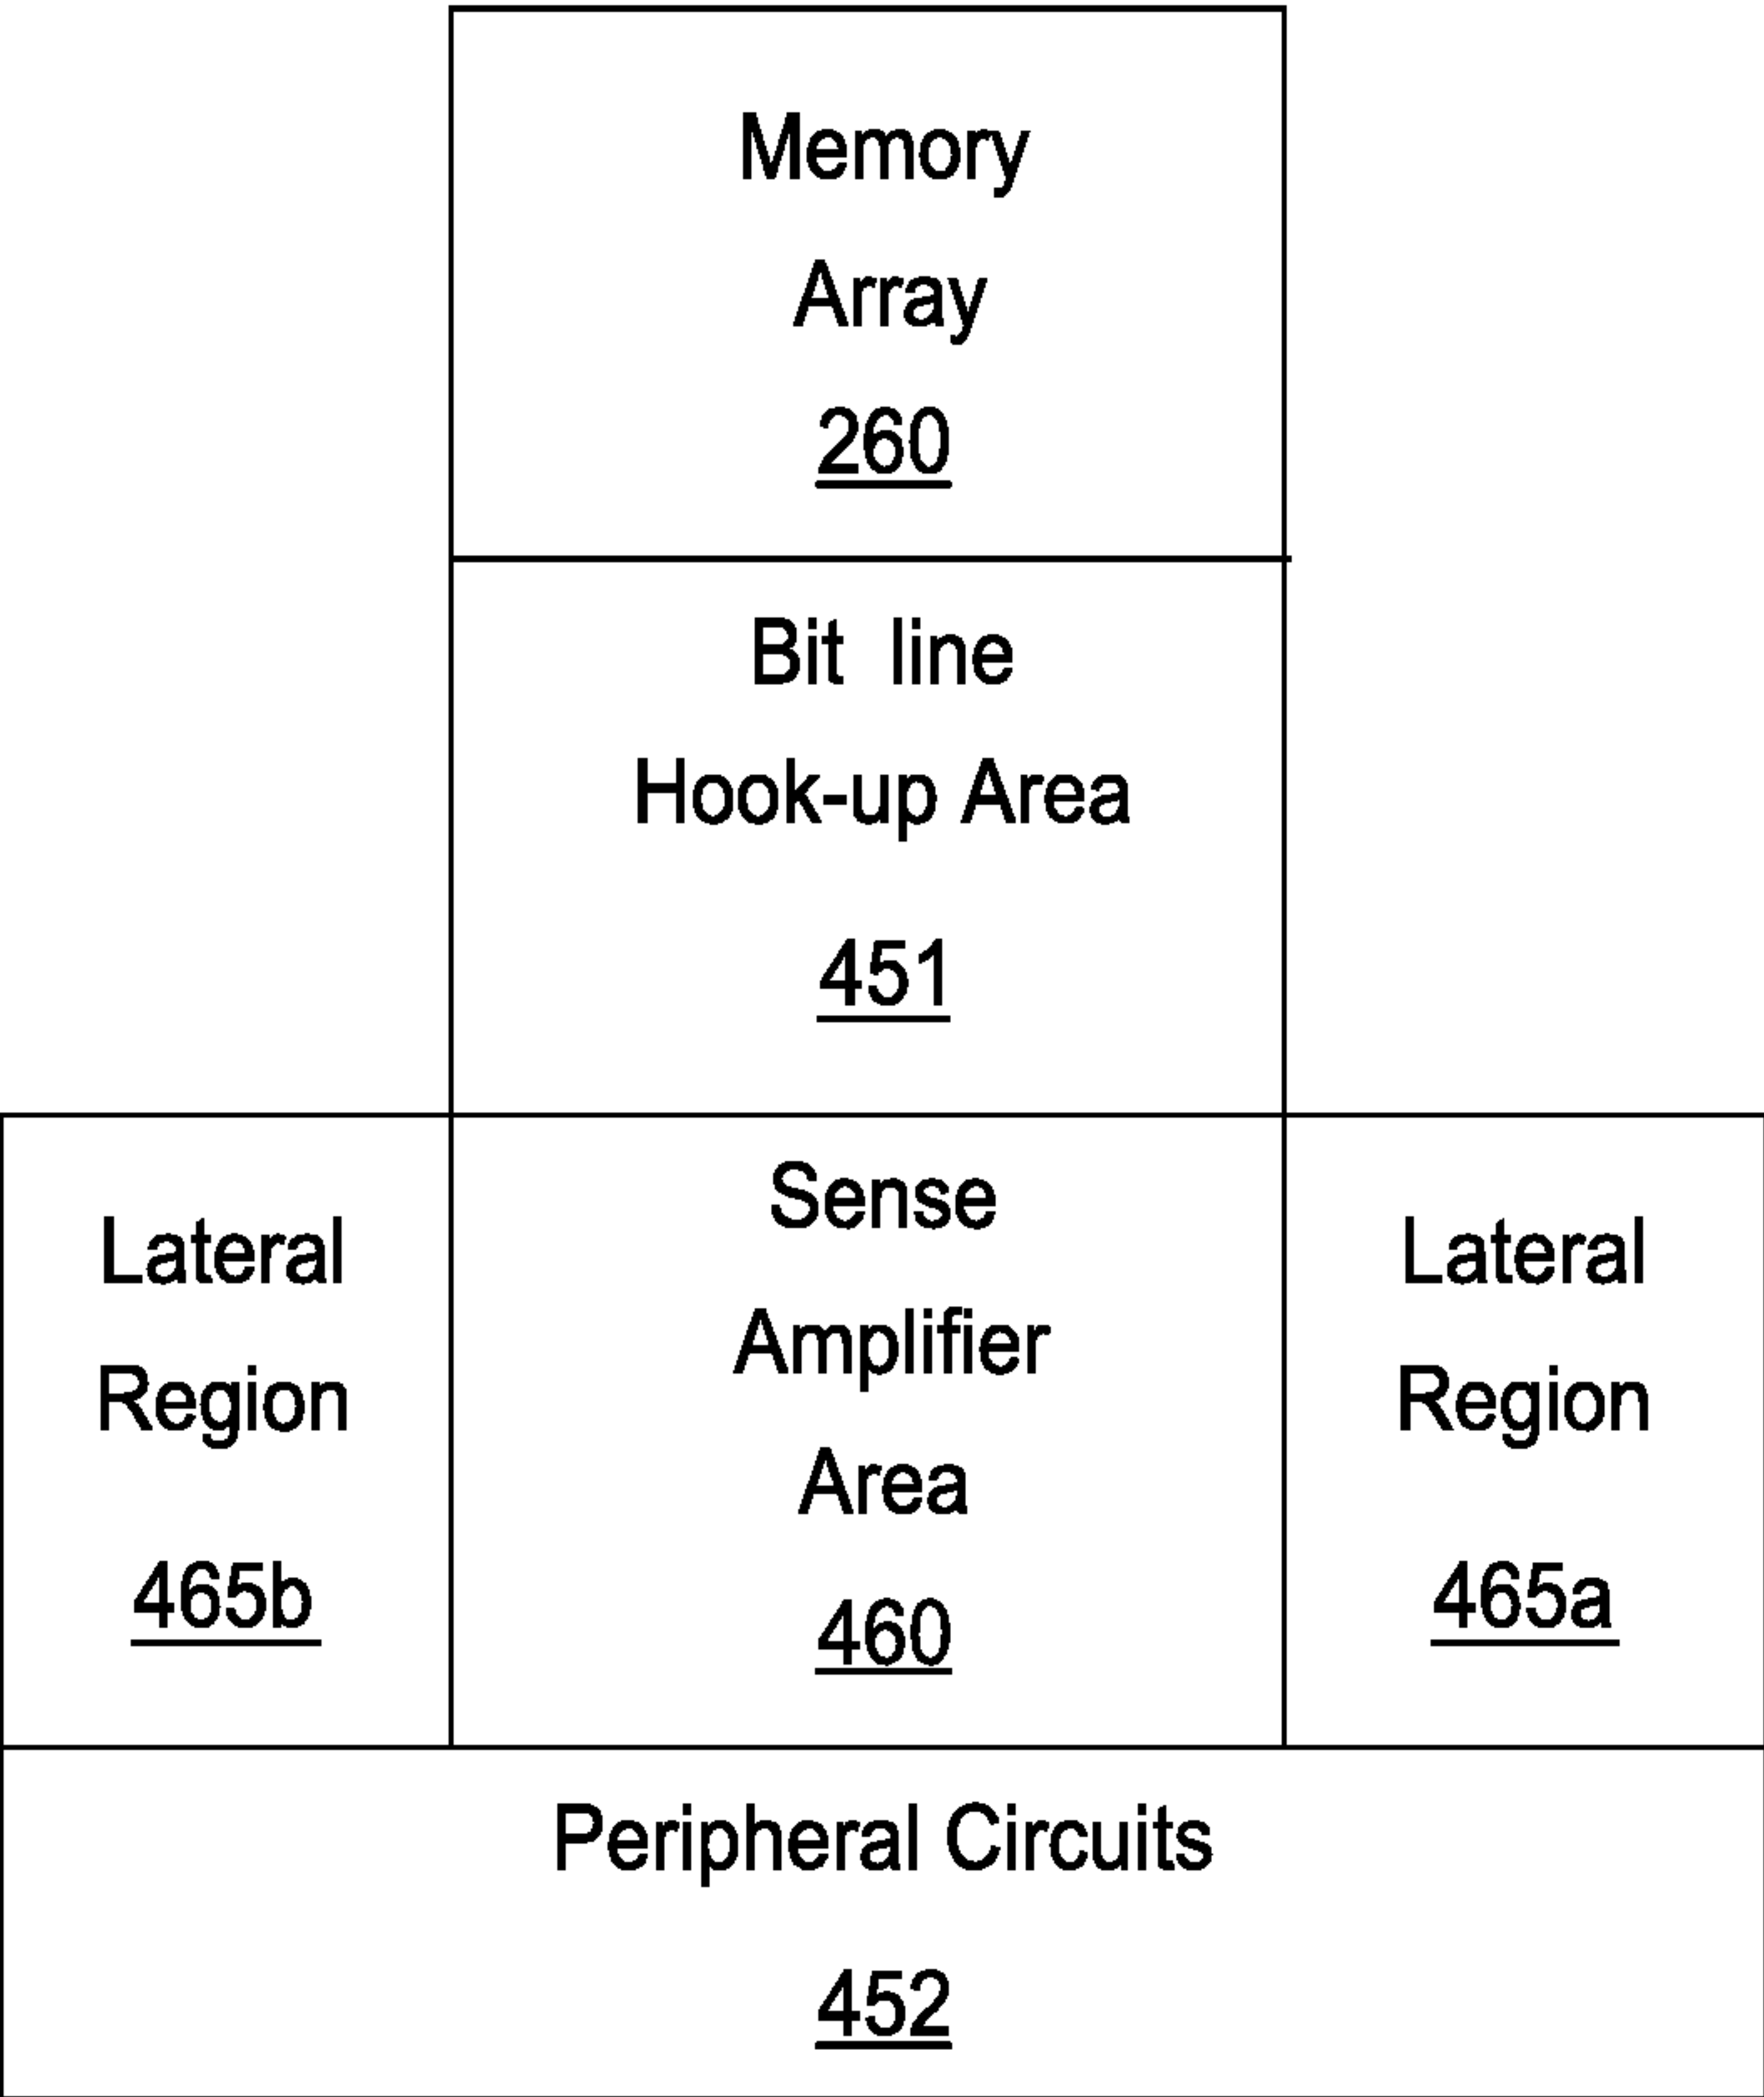 Memory
Array
260
Bit line
Hook-up Area
451
Lateral
Region
465b
Sense
Amplifier
Area
460
Lateral
Region
465a
Peripheral Circuits
452